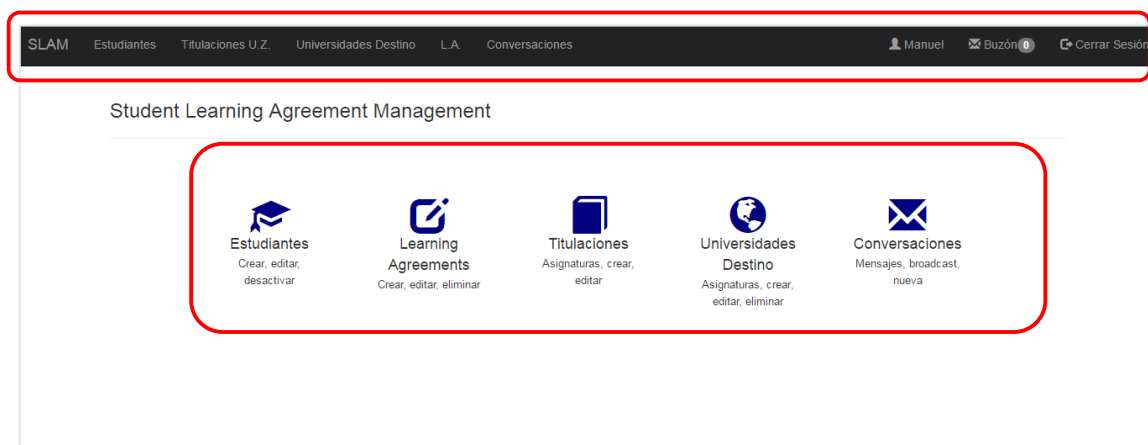 SLAM Estudiantes Titulaciones U.Z. Universidades Destino L.A. Conversaciones Manuel Buzón 0 Cerrar Sesión
Student Learning Agreement Management
Estudiantes
Crear, editar,
desactivar
Learning
Agreements
Crear, editar, eliminar
Titulaciones
Asignaturas, crear,
editar
Universidades
Destino
Asignaturas, crear,
editar, eliminar
Conversaciones
Mensajes, broadcast,
nueva